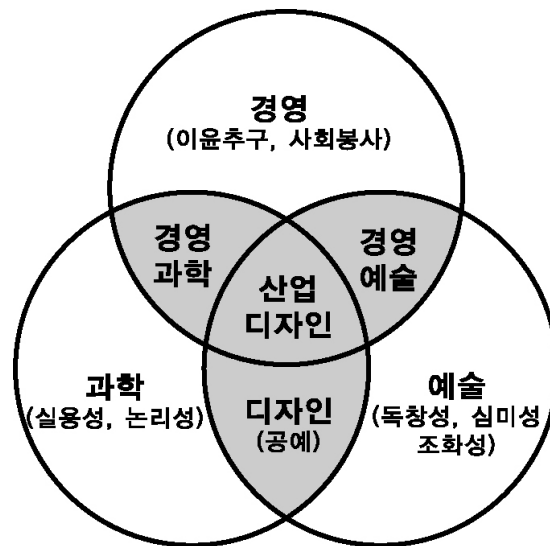 경영
(이윤추구, 사회봉사)
경영
과학
경영
예술
산업
디자인
과학
(실용성, 논리성)
디자인
(공예)
예술
(독창성, 심미성
조화성)